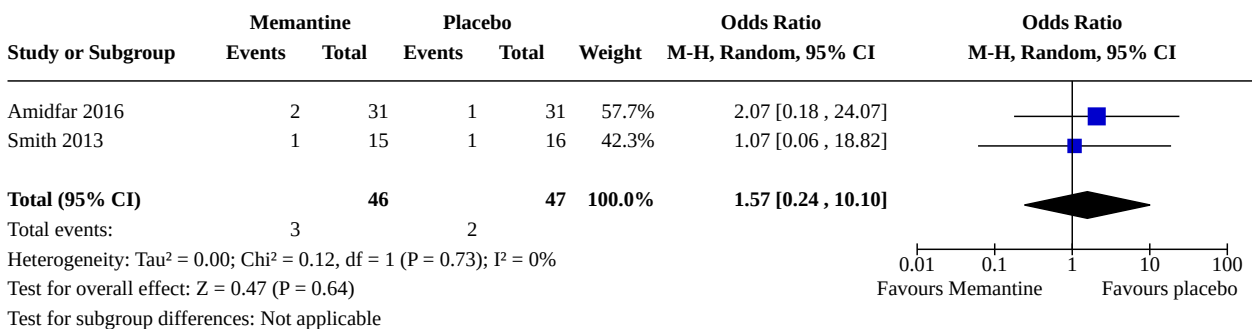 Memantine Placebo Odds Ratio Odds Ratio
Study or Subgroup Events Total Events Total Weight M-H, Random, 95% CI M-H, Random, 95% CI
Amidfar 2016 2 31 1 31 57.7% 2.07 [0.18 , 24.07]
Smith 2013 1 15 1 16 42.3% 1.07 [0.06 , 18.82]
Total (95% CI) 46 47 100.0% 1.57 [0.24 , 10.10]
Total events: 3 2
Heterogeneity: Tau² = 0.00; Chi² = 0.12, df = 1 (P = 0.73); I² = 0%
0.01 0.1 1 10 100
Test for overall effect: Z = 0.47 (P = 0.64) Favours Memantine Favours placebo
Test for subgroup differences: Not applicable